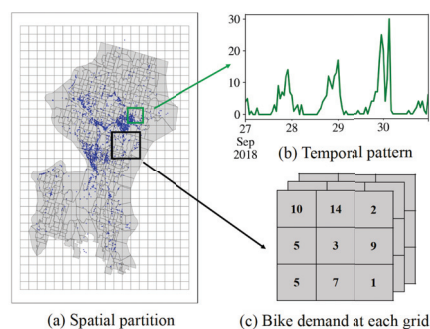 30
20
10
0
27
28
29
30
Sep
2018
(b) Temporal pattern
10 14 2
5 3 9
5 7 1
(a) Spatial partition
(c) Bike demand at each grid